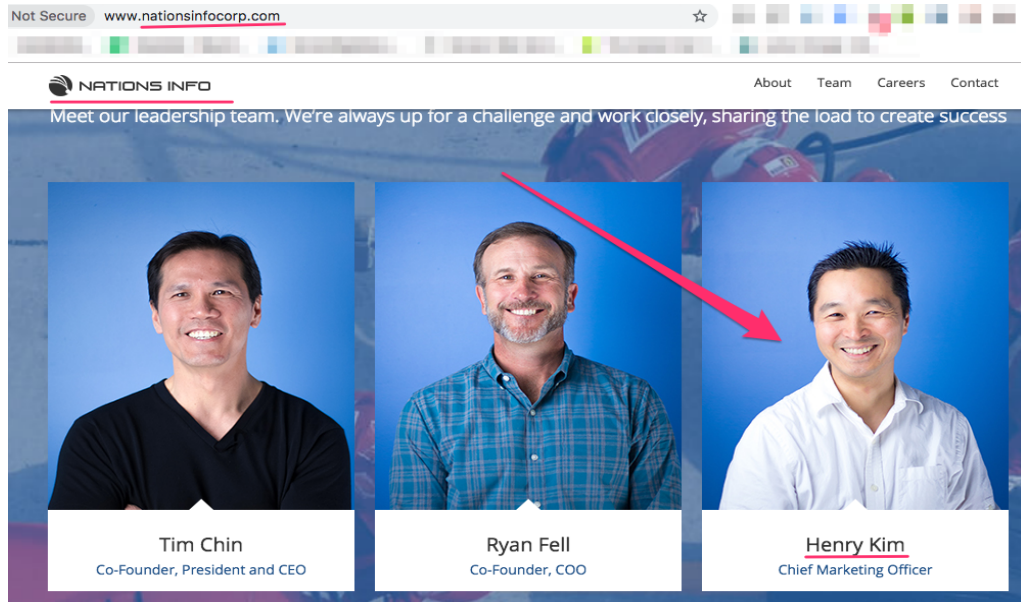 Not Secure www.nationsinfocorp.com
NATIONS INFO
About Team Careers Contact
Meet our leadership team. We're always up for a challenge and work closely, sharing the load to create success
Tim Chin
Co-Founder, President and CEO
Ryan Fell
Co-Founder, COO
Henry Kim
Chief Marketing Officer